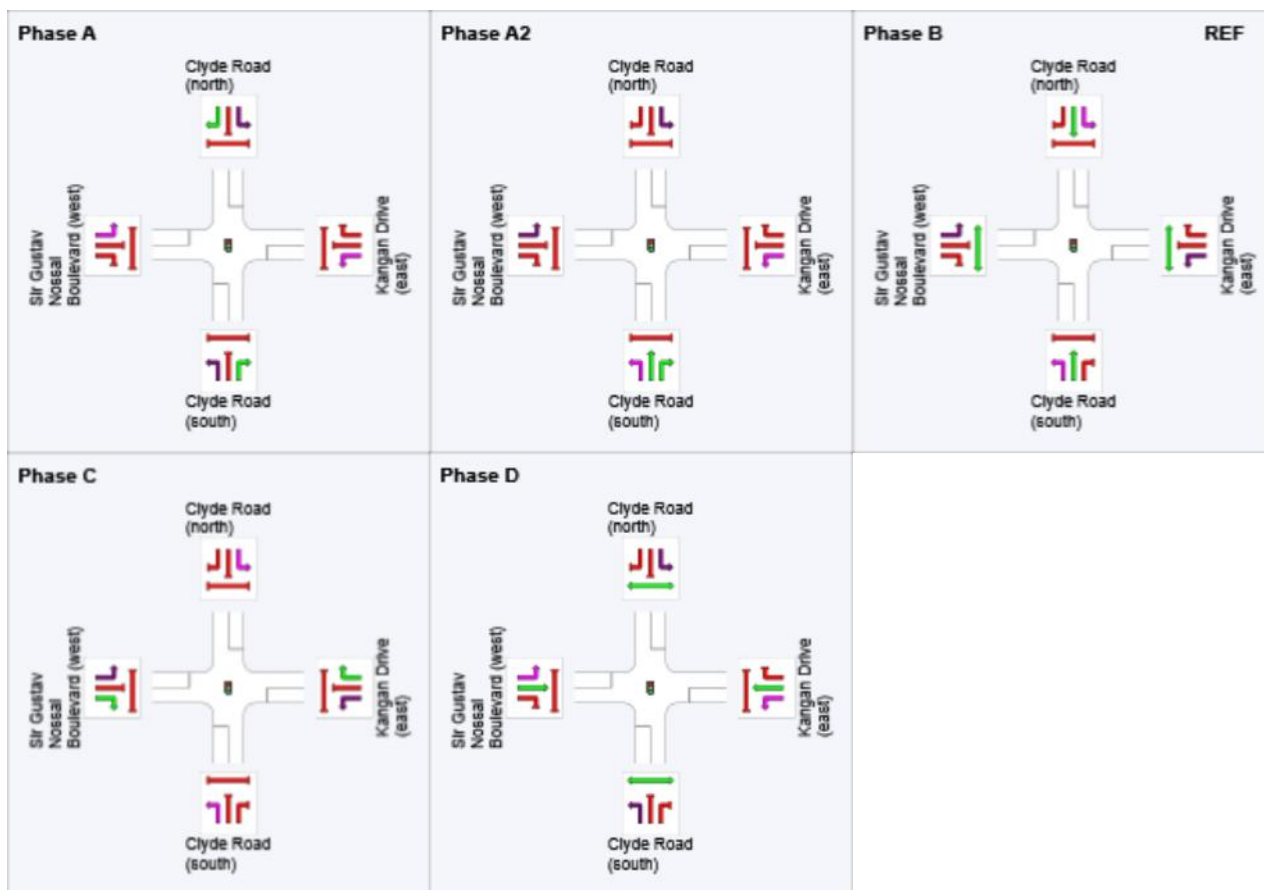 Phase A
Clyde Road
(north)
Sir Gustav
Nossal
Boulevard (west)
Kangan Drive
(east)
Clyde Road
(south)
Phase A2
Clyde Road
(north)
Sir Gustav
Nossal
Boulevard (west)
Kangan Drive
(east)
Clyde Road
(south)
Phase B
REF
Clyde Road
(north)
Sir Gustav
Nossal
Boulevard (west)
Kangan Drive
(east)
Clyde Road
(south)
Phase C
Clyde Road
(north)
Sir Gustav
Nossal
Boulevard (west)
Kangan Drive
(east)
Clyde Road
(south)
Phase D
Clyde Road
(north)
Sir Gustav
Nossal
Boulevard (west)
Kangan Drive
(east)
Clyde Road
(south)